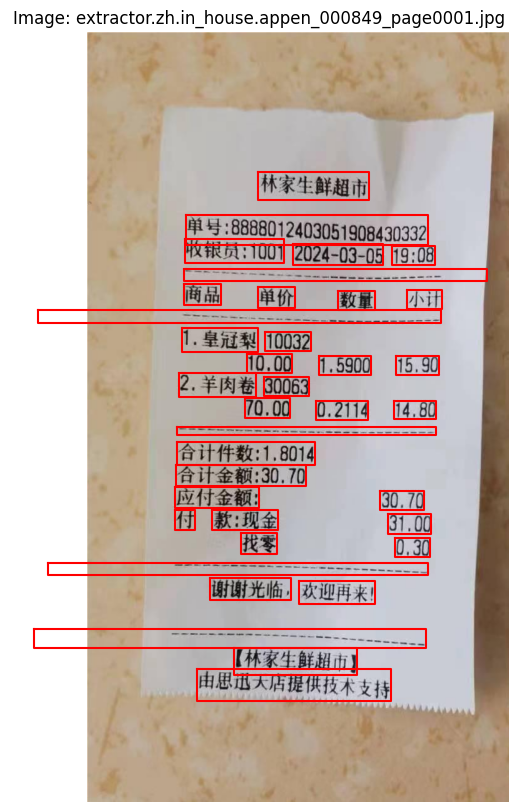 Image: extractor.zh.in_house.appen_000849_page0001.jpg
林家生鲜超市
单号:8888012403051908430332
收银员:1001 2024-03-05 19:08
商品 单价 数量 小计
1.皇冠梨 10032
10.00 1.5900 15.90
2.羊肉卷 30063
70.00 0.2114 14.80
合计件数:1.8014
合计金额:30.70
应付金额: 30.70
付 款:现金 31.00
找零 0.30
谢谢光临, 欢迎再来!
【林家生鲜超市】
由思迅天店提供技术支持